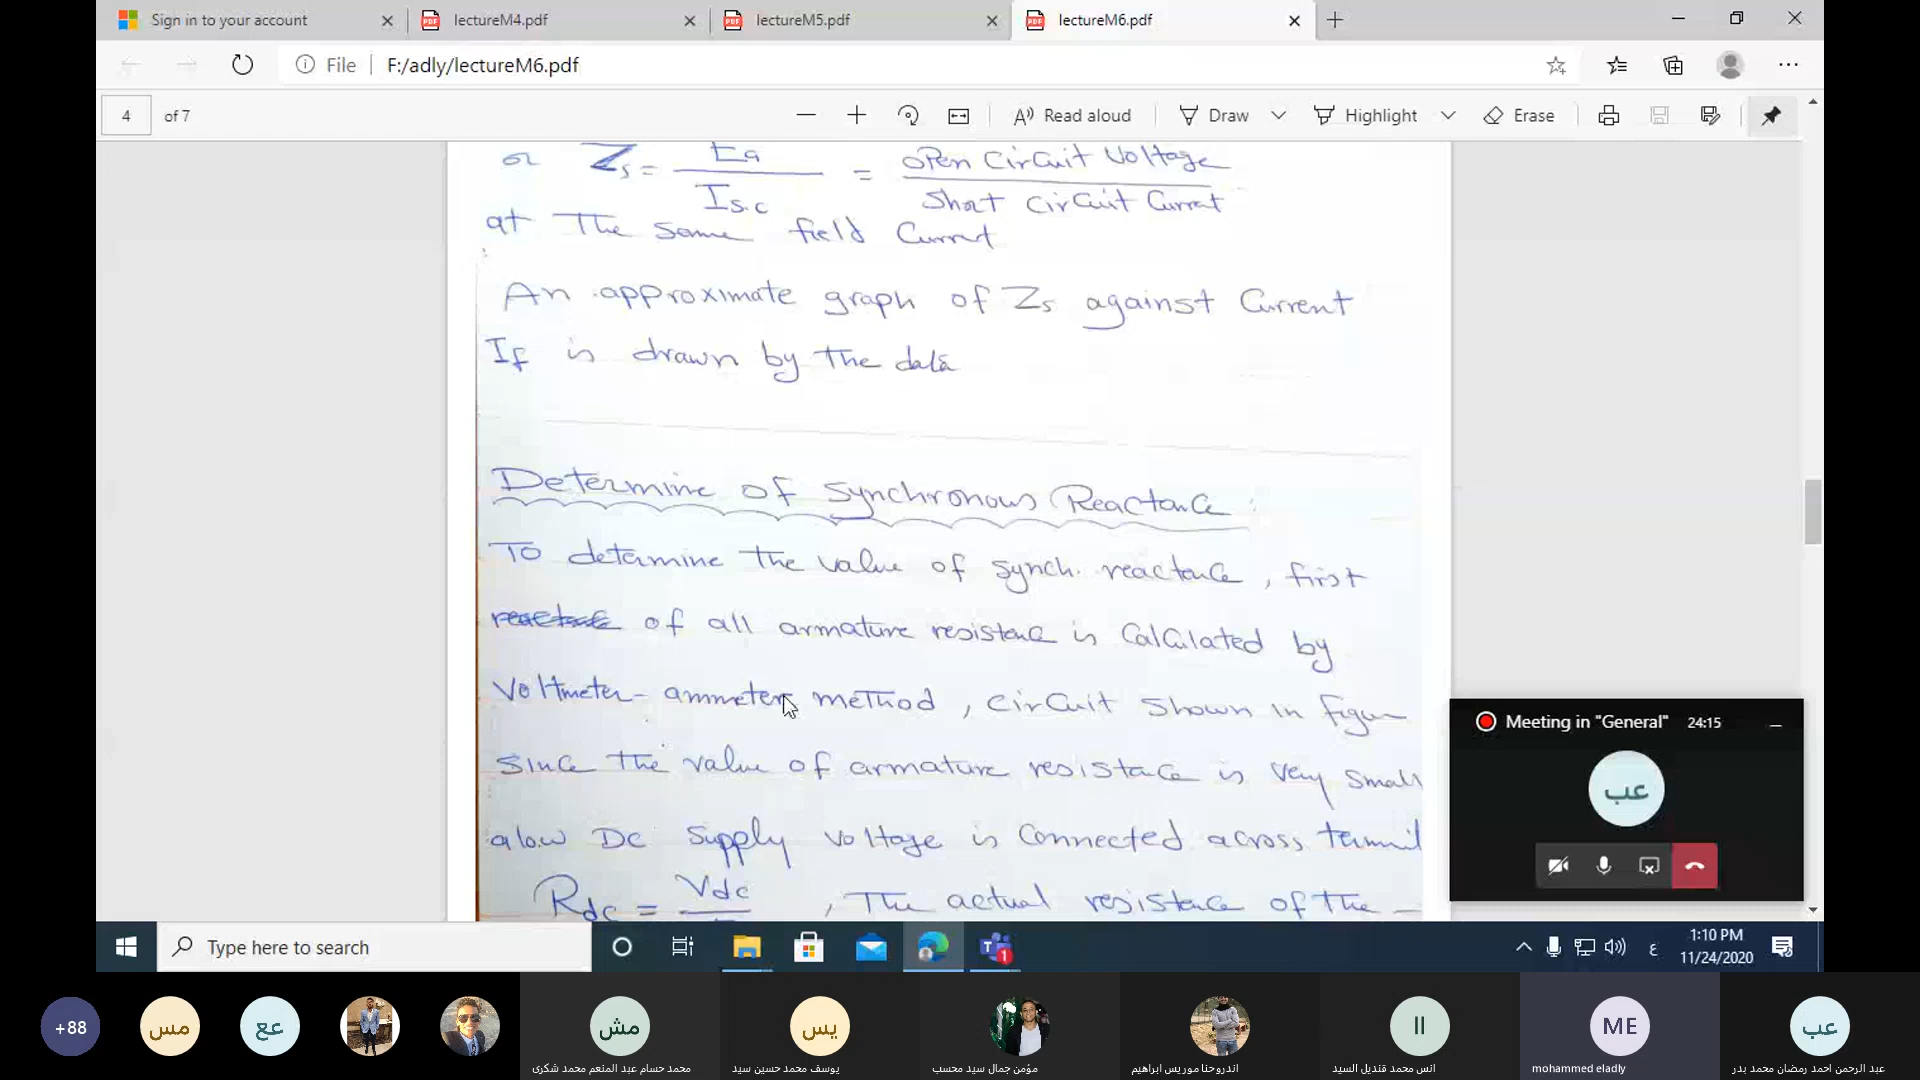 Sign in to your account
lectureM4.pdf
lectureM5.pdf
lectureM6.pdf
File F:/adly/lectureM6.pdf
4 of 7
Read aloud
Draw
Highlight
Erase
or Zs = Ea / Is.c = open circuit voltage / short circuit current
at The same field current
An approximate graph of Zs against current
If is drawn by the data
Determine of Synchronous Reactance
To determine the value of synch. reactance, first
of all armature resistence is calculated by
Voltmeter - ammeter method, circuit shown in figure
since the value of armature resistace is very small
a low DC supply voltage is connected across
Rdc = Vdc , The actual resistence of the
Meeting in "General" 24:15
عب
Type here to search
1
ع
1:10 PM
11/24/2020
+88
مس
عع
مش
يس
II
ME
عب
محمد حسام عبد المنعم محمد شكرى
يوسف محمد حسين سيد
مؤمن جمال سيد محسب
اندروحنا موريس ابراهيم
انس محمد قنديل السيد
mohammed eladly
عبد الرحمن احمد رمضان محمد بدر